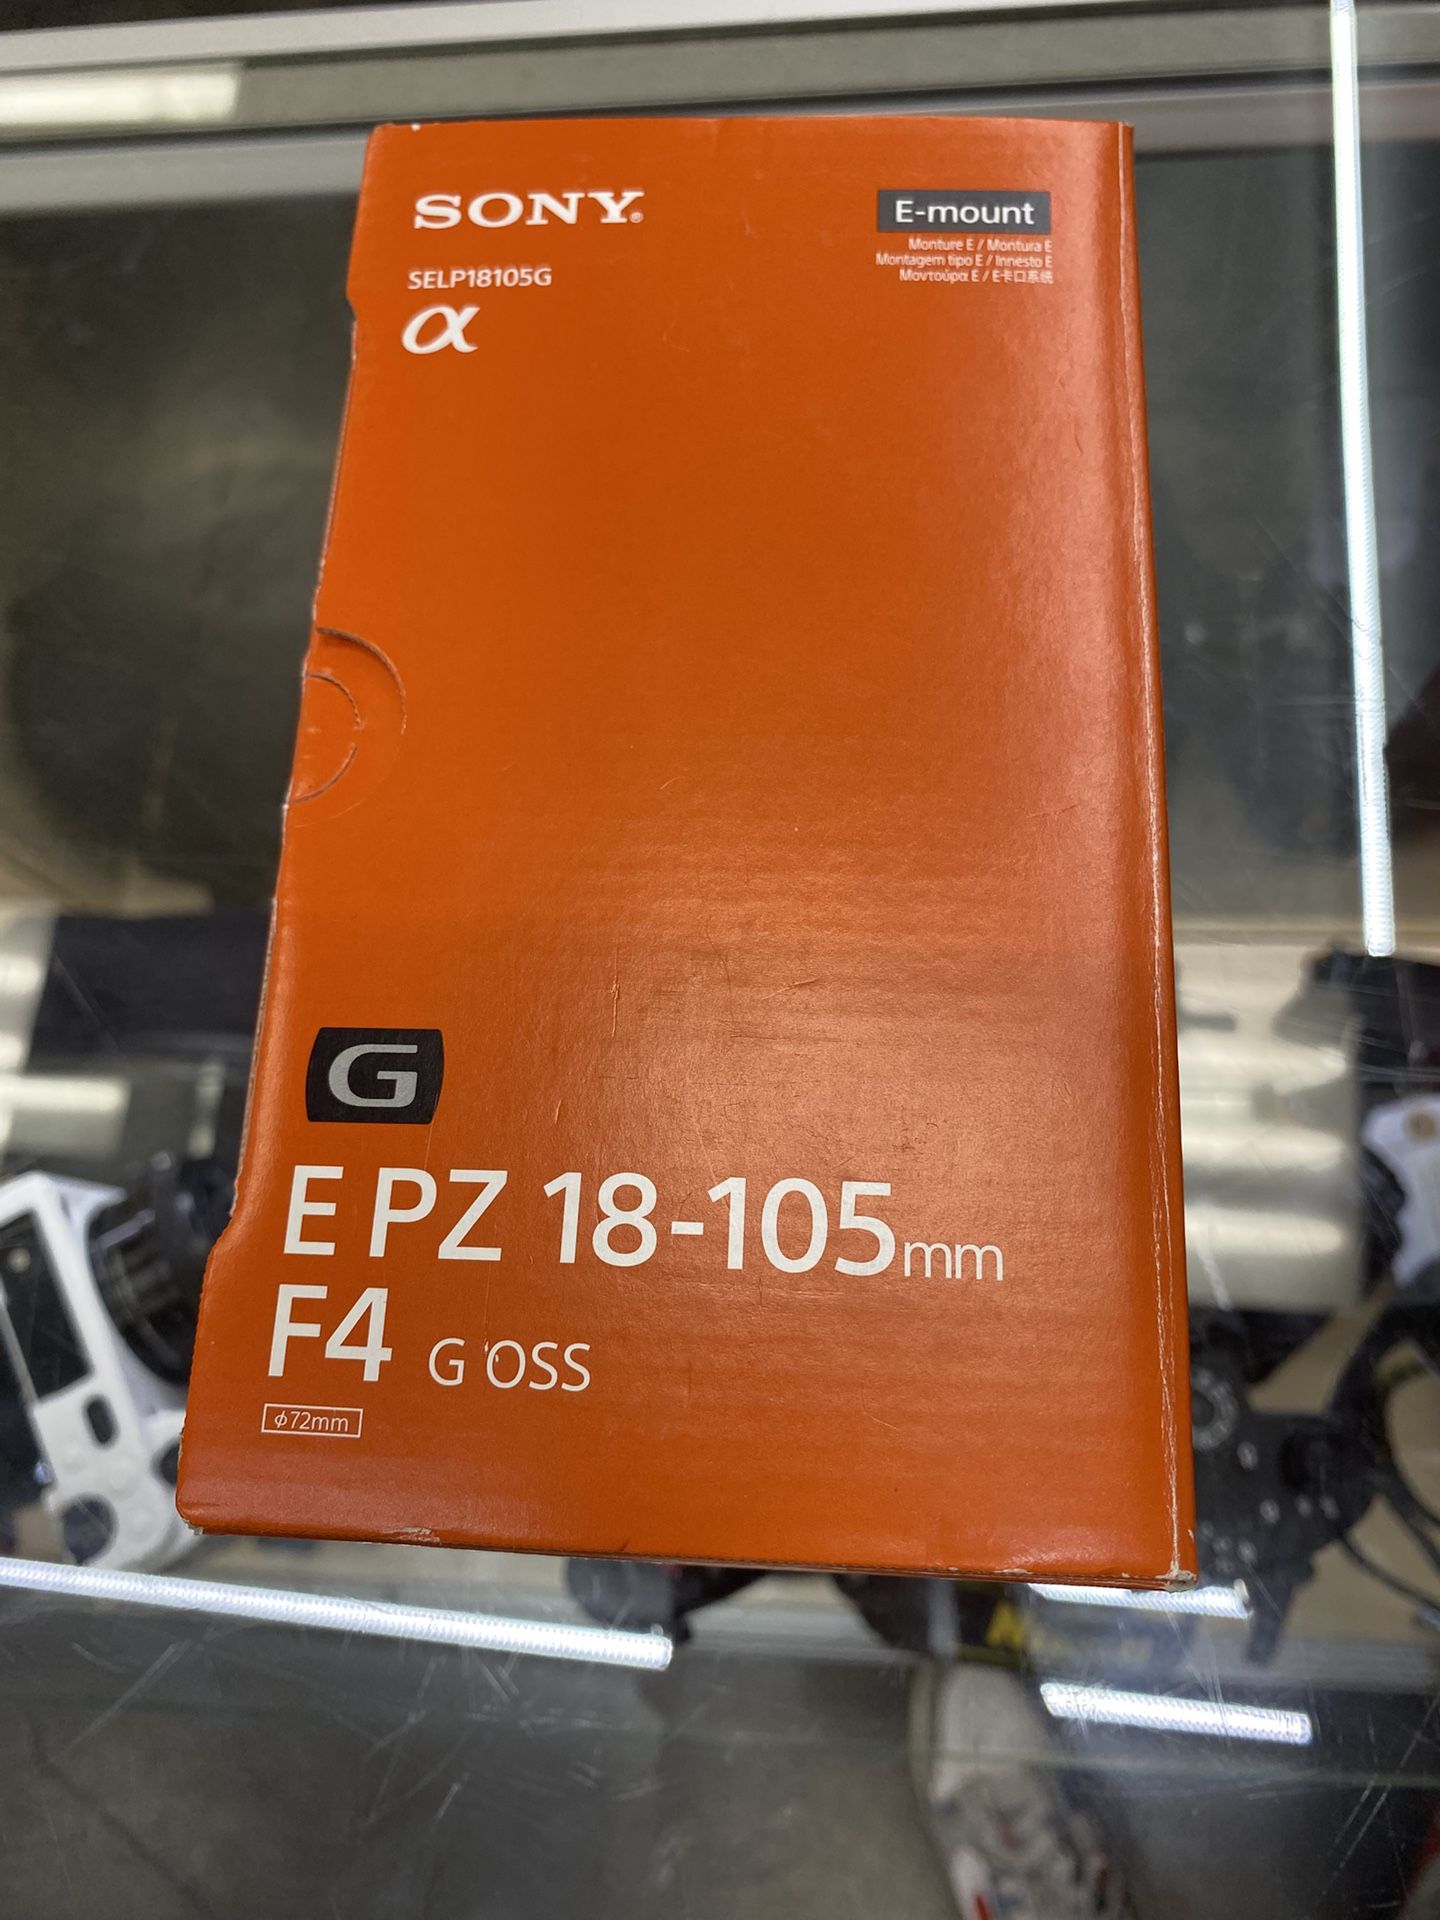 SONY®
SELP18105G
α
E-mount
Monture E / Montura E
Montagem tipo E / Innesto E
Μοντούρα E / E卡口系统
G
E PZ 18-105mm
F4 G OSS
ϕ72mm